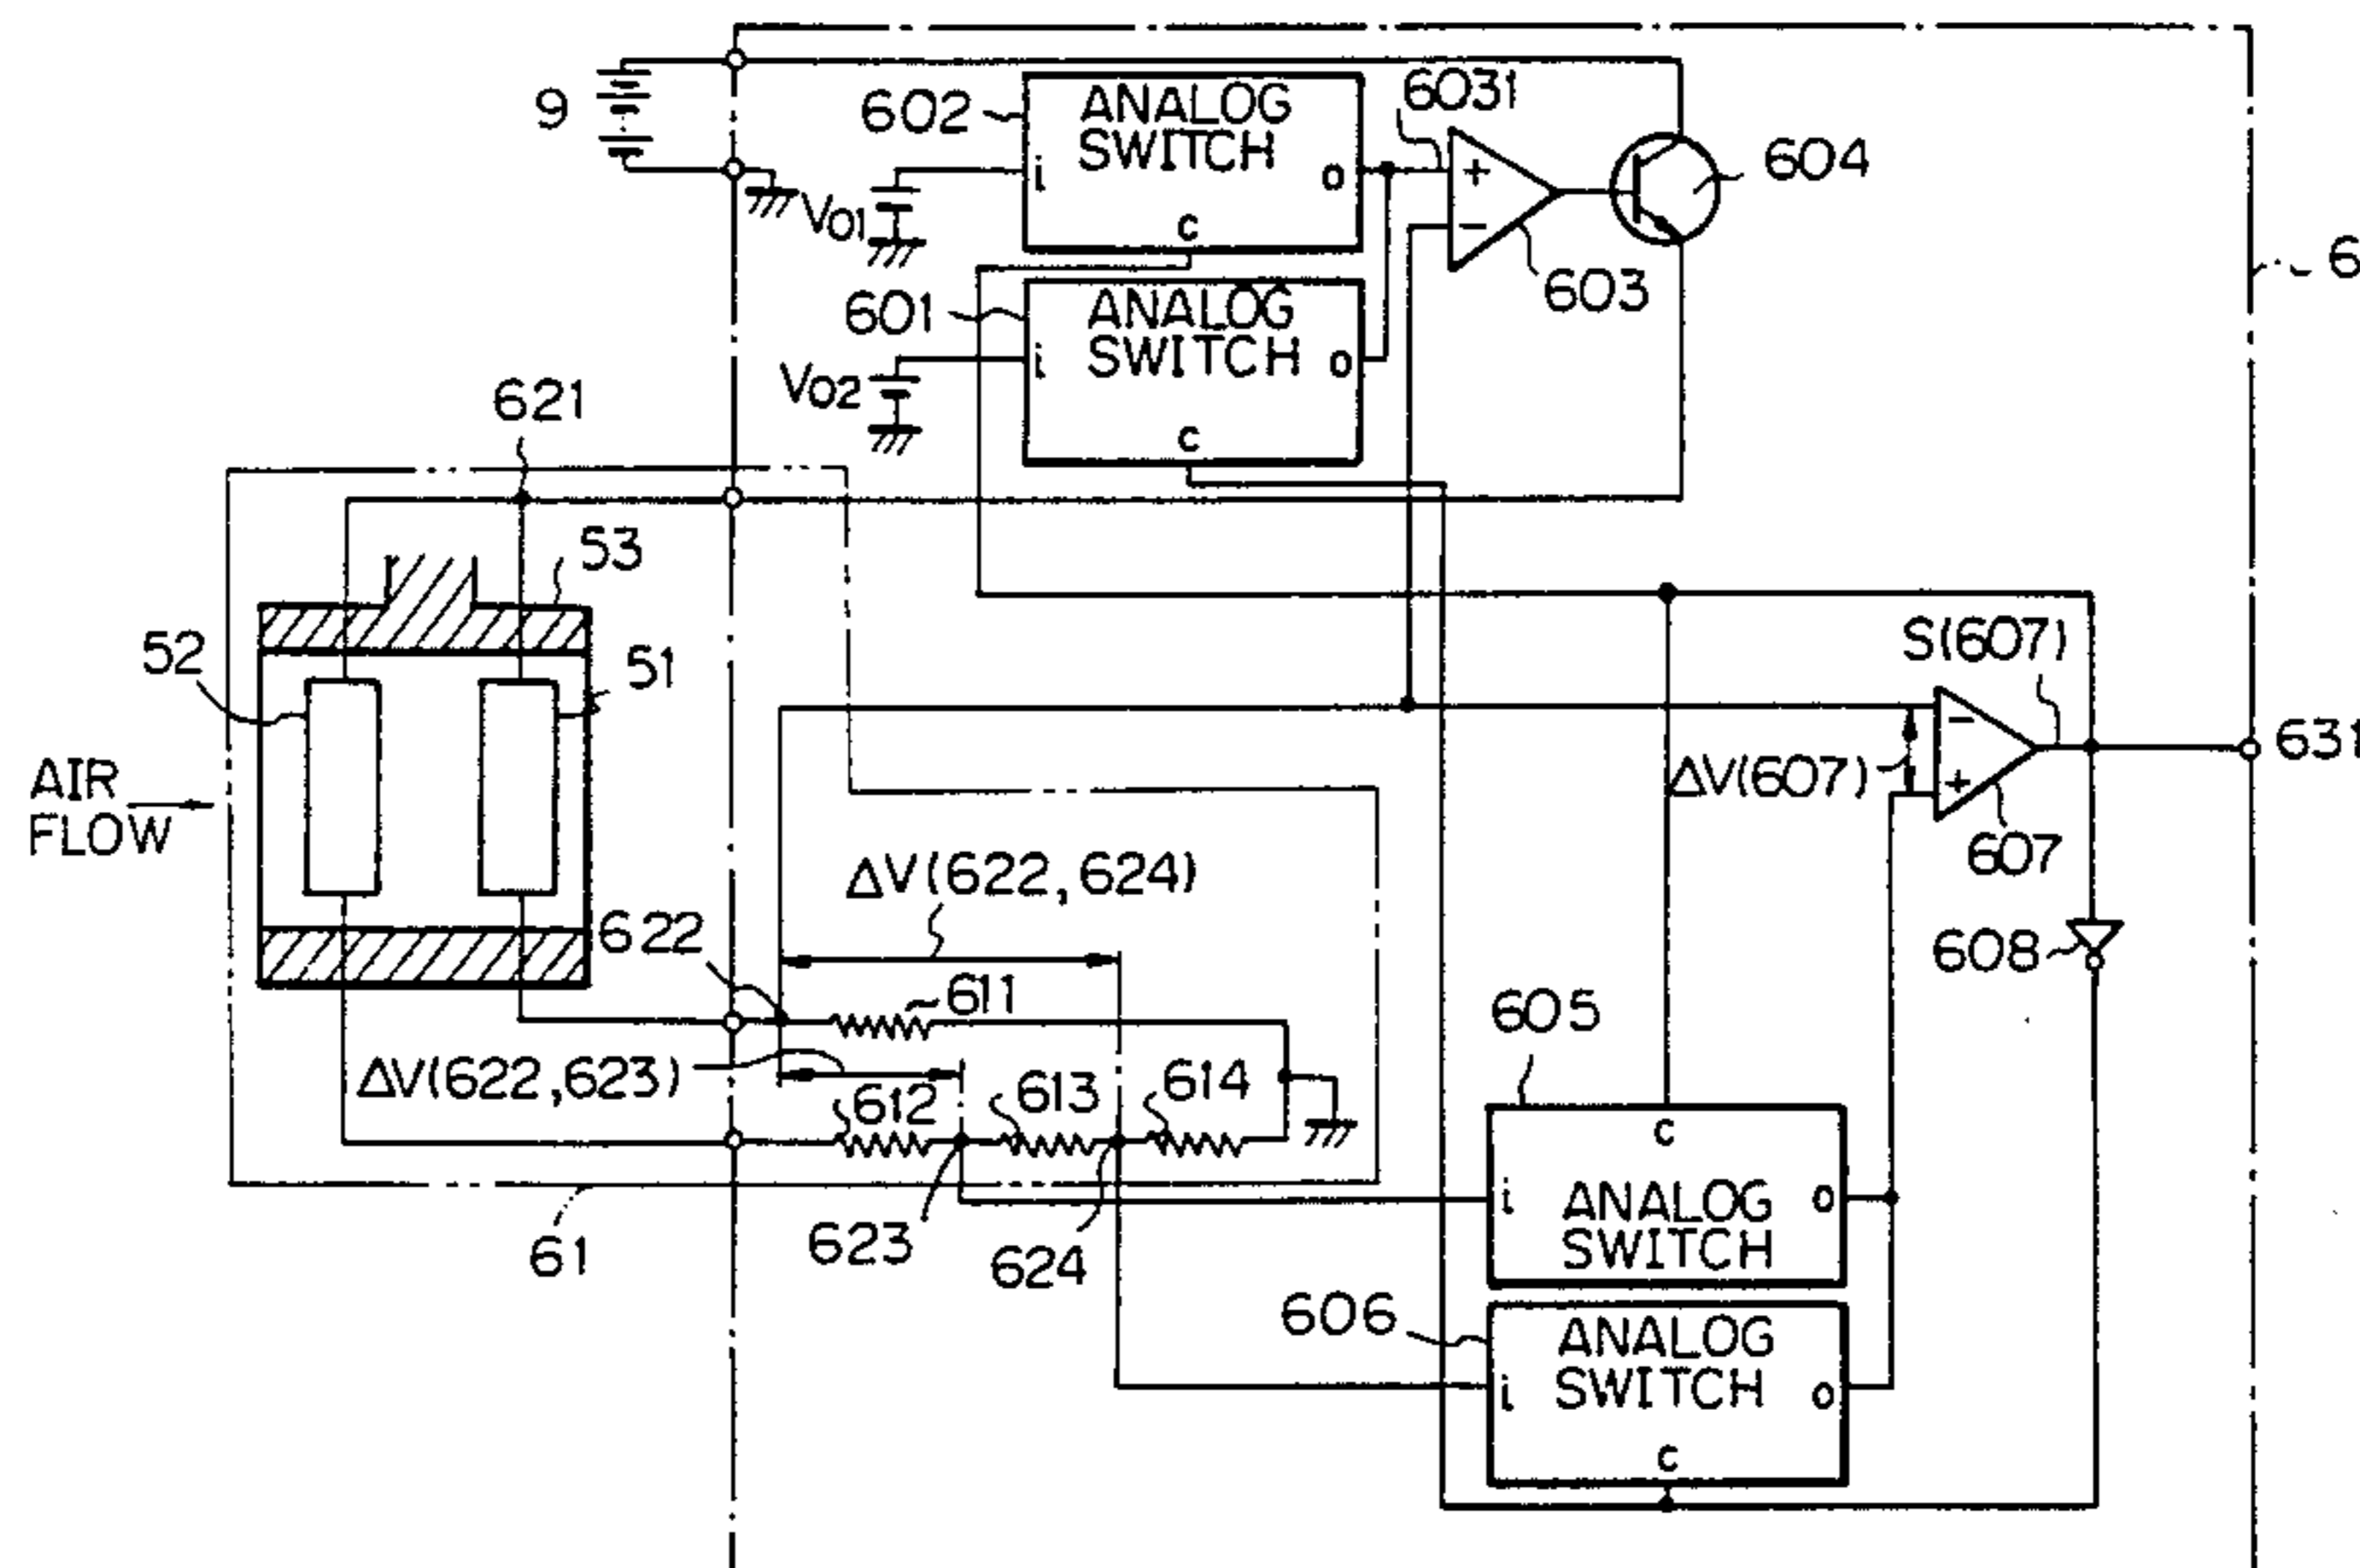 9
602
ANALOG
SWITCH
i
o
c
6031
+
−
603
604
V01
6
601
ANALOG
SWITCH
i
o
c
V02
621
53
52
51
S(607)
−
+
ΔV(607)
631
607
AIR
FLOW
ΔV(622,624)
622
611
608
605
ΔV(622,623)
612
613
614
c
i
ANALOG
SWITCH
o
61
623
624
606
ANALOG
SWITCH
i
o
c